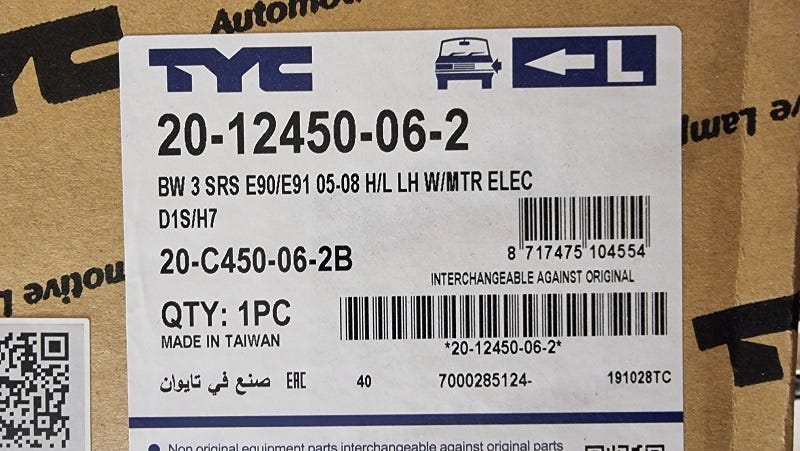 Automotive
TYC
L
20-12450-06-2
BW 3 SRS E90/E91 05-08 H/L LH W/MTR ELEC
D1S/H7
8 717475 104554
20-C450-06-2B
INTERCHANGEABLE AGAINST ORIGINAL
QTY: 1PC
MADE IN TAIWAN
*20-12450-06-2*
صنع في تايوان EAC 40 7000285124- 191028TC
Non original equipment parts interchangeable against original parts
TYC